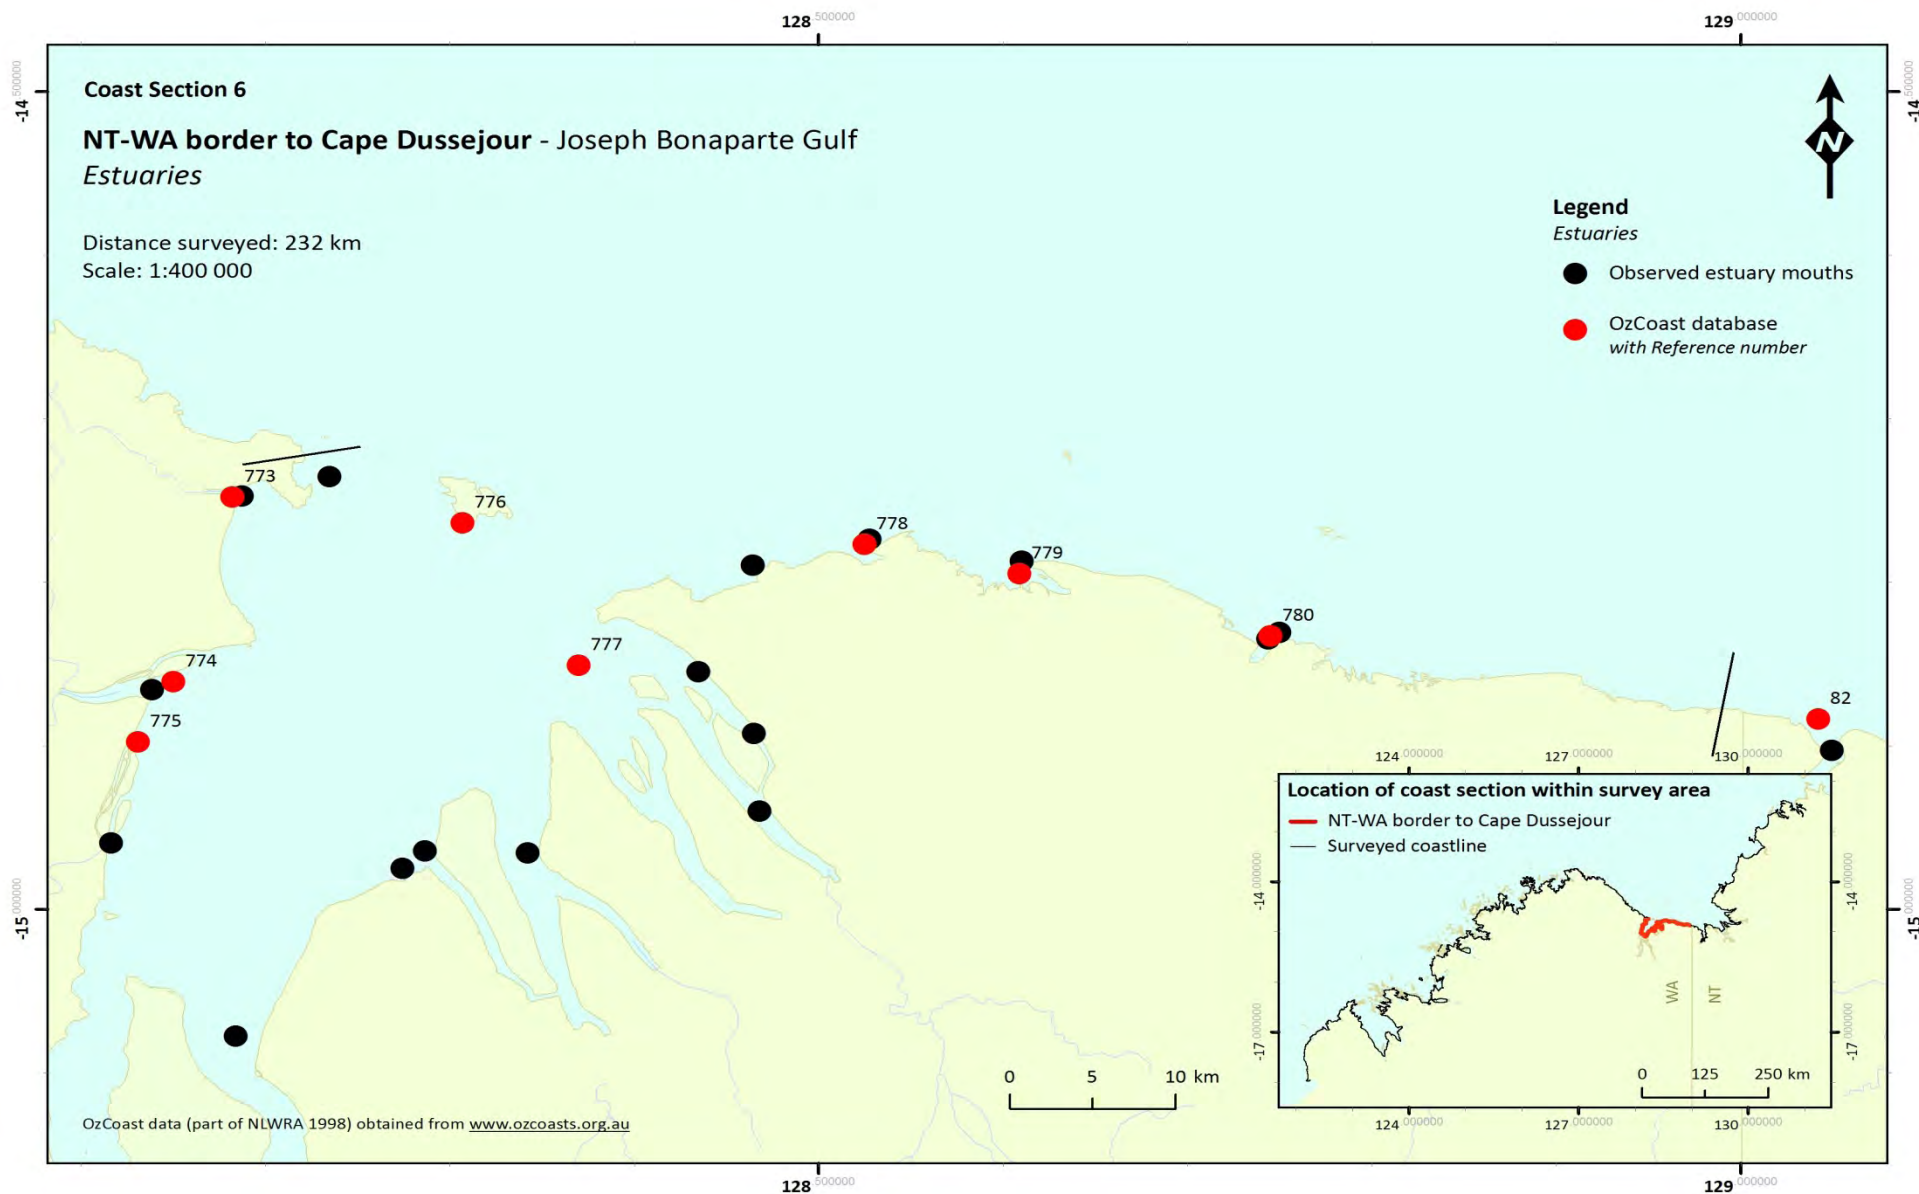 128.500000
129.000000
-14.500000
-14.500000
Coast Section 6
NT-WA border to Cape Dussejour - Joseph Bonaparte Gulf
Estuaries
Distance surveyed: 232 km
Scale: 1:400 000
N
Legend
Estuaries
Observed estuary mouths
OzCoast database
with Reference number
773
776
778
779
780
777
774
775
82
124.000000
127.000000
130.000000
Location of coast section within survey area
NT-WA border to Cape Dussejour
Surveyed coastline
-14.000000
-14.000000
-15.000000
-15.000000
WA
NT
-17.000000
-17.000000
0 125 250 km
0 5 10 km
124.000000
127.000000
130.000000
OzCoast data (part of NLWRA 1998) obtained from www.ozcoasts.org.au
128.500000
129.000000